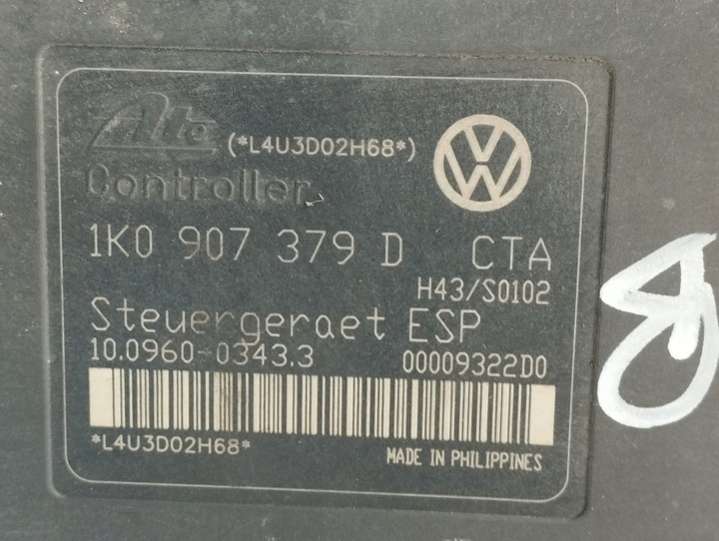 Ate (*L4U3D02H68*)
Controller
1K0 907 379 D CTA
H43/S0102
Steuergeraet ESP
10.0960-0343.3 00009322D0
*L4U3D02H68*
MADE IN PHILIPPINES